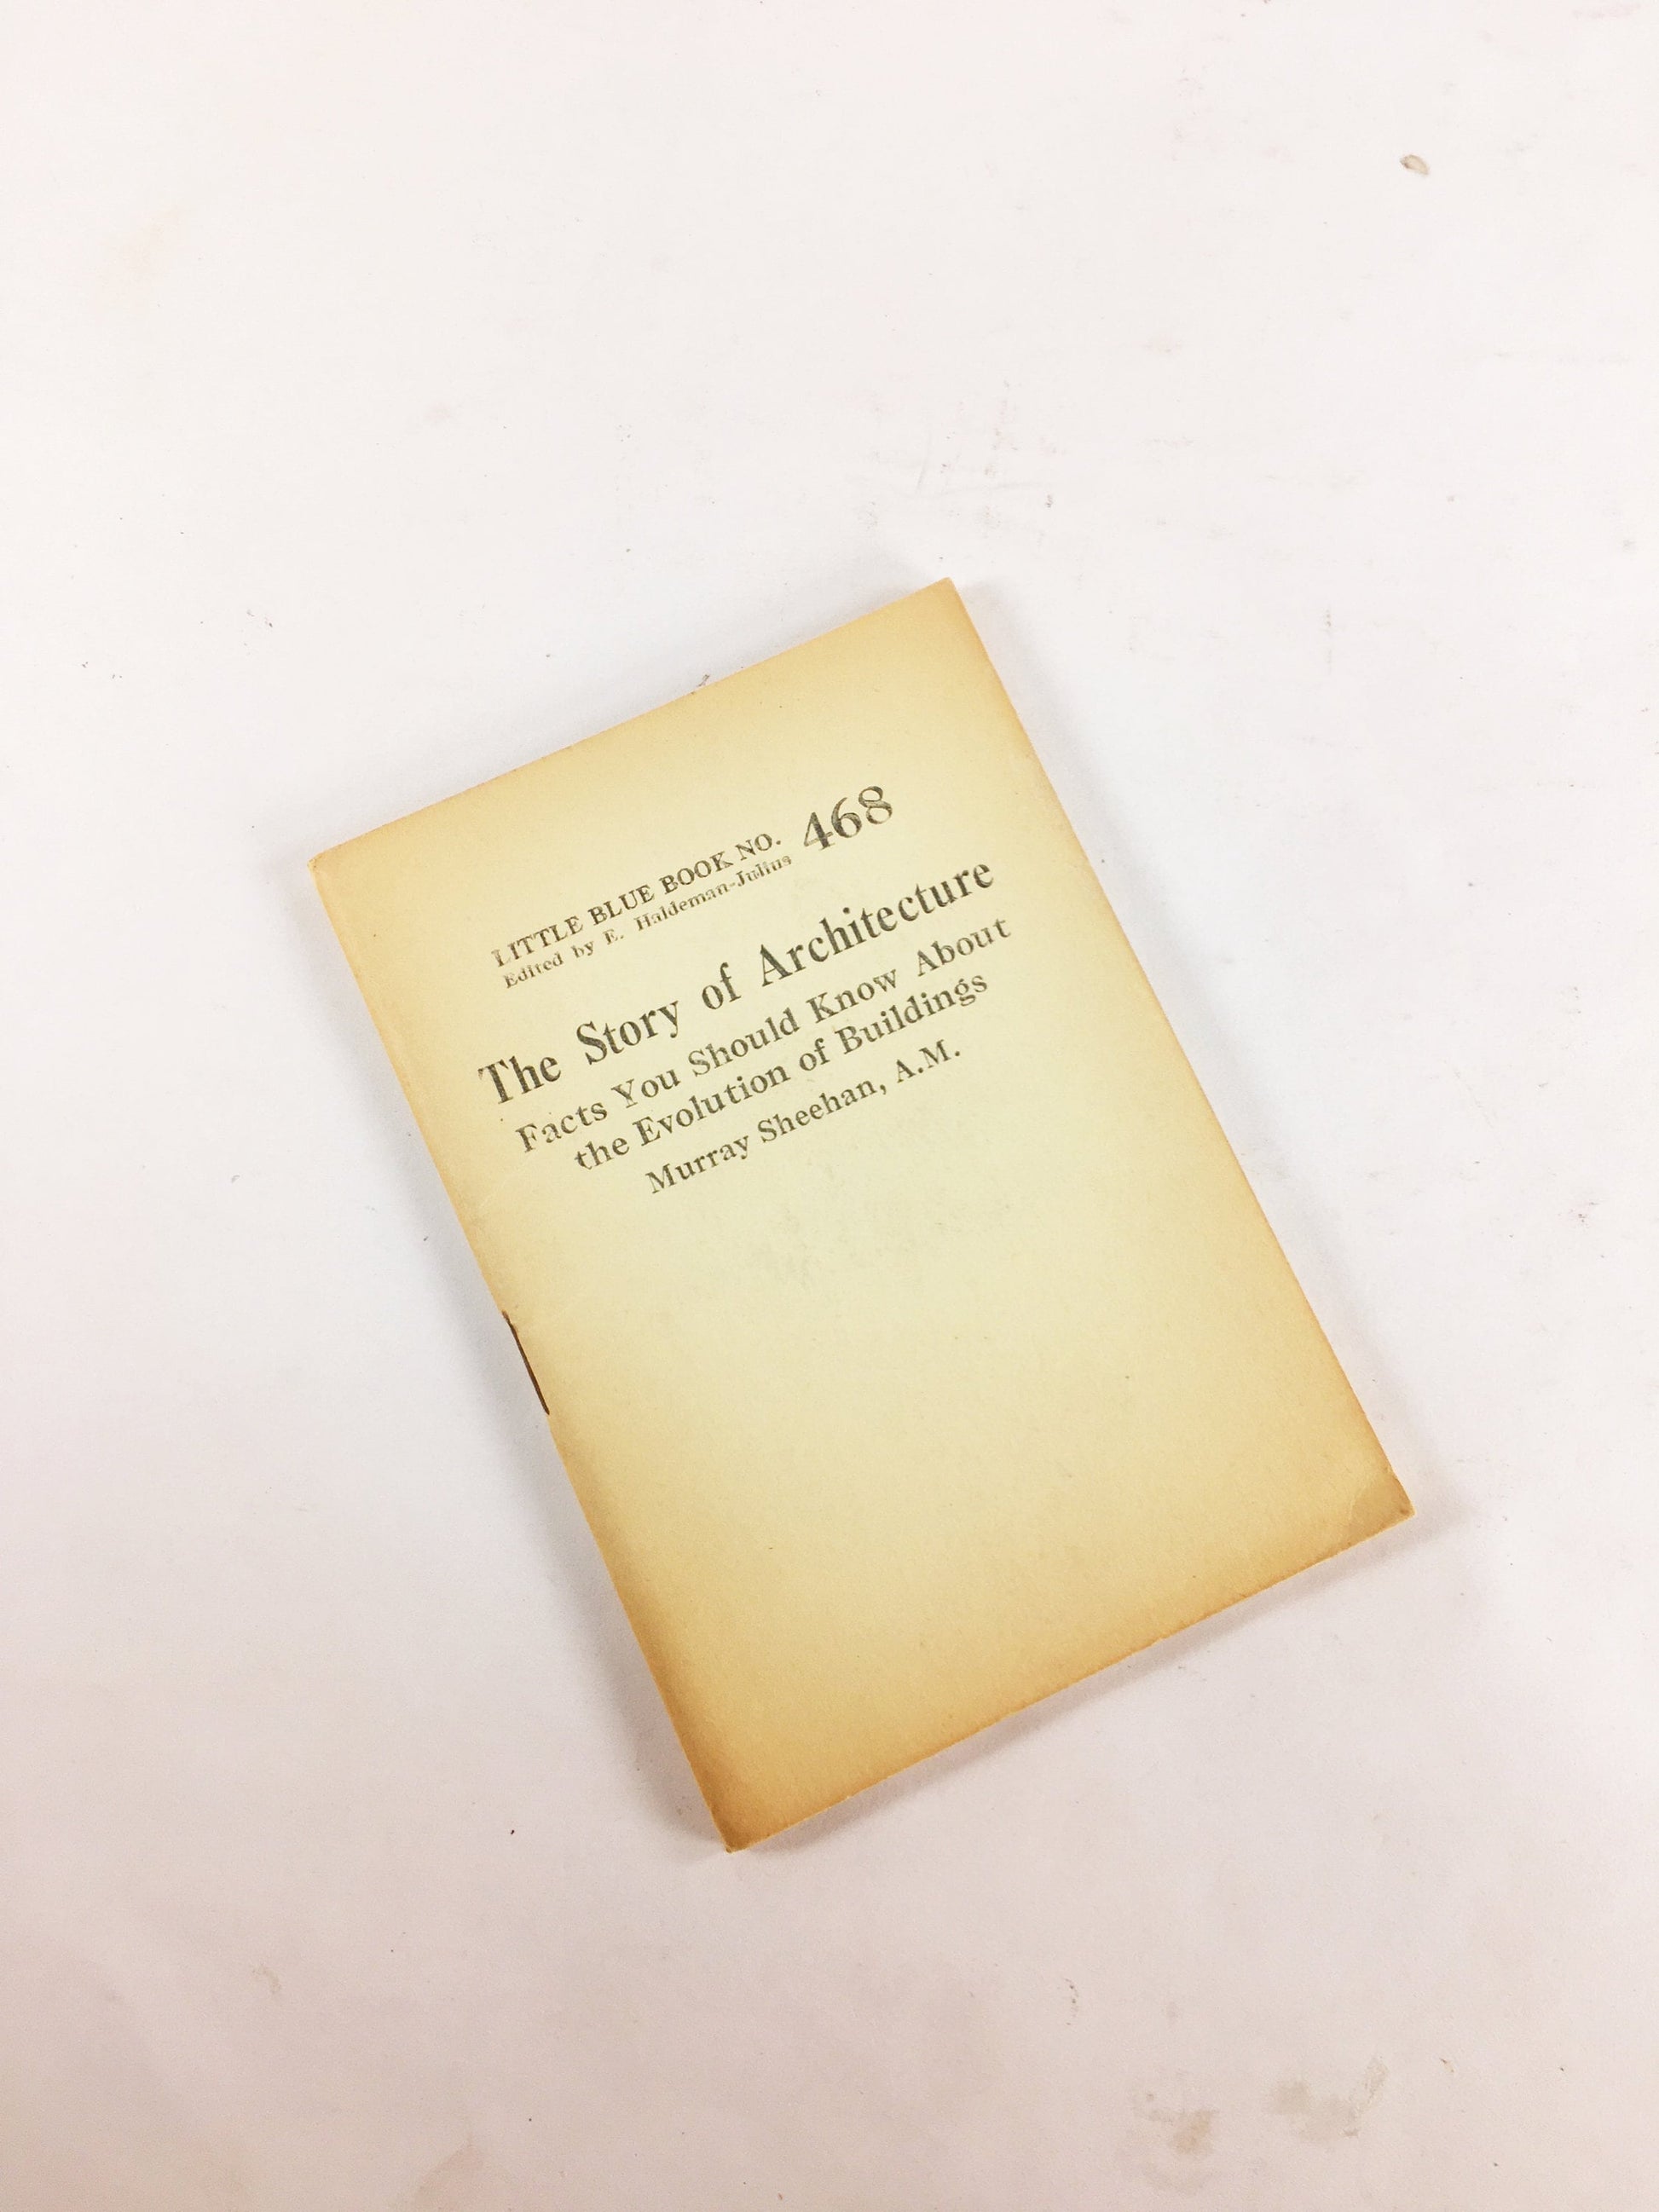 LITTLE BLUE BOOK NO. 468
Edited by E. Haldeman-Julius
The Story of Architecture
Facts You Should Know About
the Evolution of Buildings
Murray Sheehan, A.M.